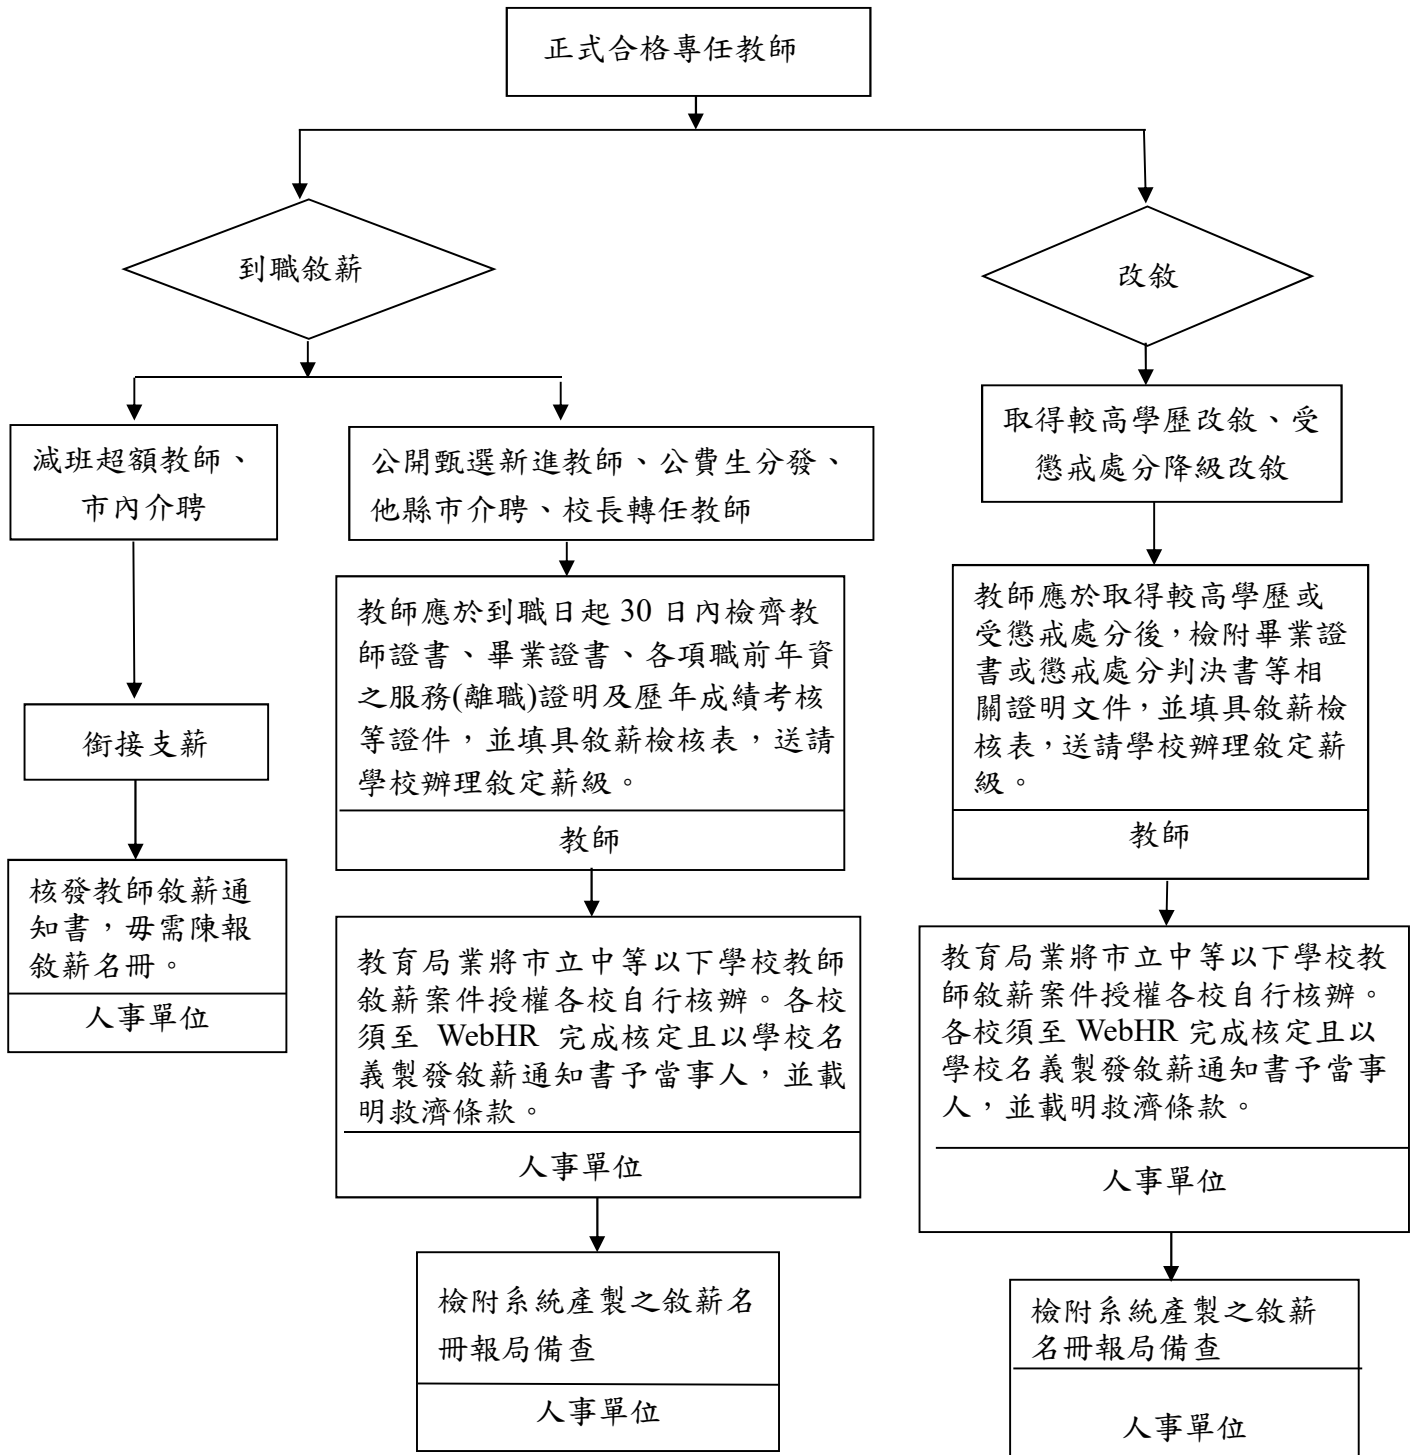 正式合格專任教師
到職敘薪
改敘
減班超額教師、
市內介聘
公開甄選新進教師、公費生分發、
他縣市介聘、校長轉任教師
取得較高學歷改敘、受
懲戒處分降級改敘
銜接支薪
教師應於到職日起 30 日內檢齊教
師證書、畢業證書、各項職前年資
之服務(離職)證明及歷年成績考核
等證件，並填具敘薪檢核表，送請
學校辦理敘定薪級。
教師
教師應於取得較高學歷或
受懲戒處分後，檢附畢業證
書或懲戒處分判決書等相
關證明文件，並填具敘薪檢
核表，送請學校辦理敘定薪
級。
教師
核發教師敘薪通
知書，毋需陳報
敘薪名冊。
人事單位
教育局業將市立中等以下學校教師
敘薪案件授權各校自行核辦。各校
須至 WebHR 完成核定且以學校名
義製發敘薪通知書予當事人，並載
明救濟條款。
人事單位
教育局業將市立中等以下學校教
師敘薪案件授權各校自行核辦。
各校須至 WebHR 完成核定且以
學校名義製發敘薪通知書予當事
人，並載明救濟條款。
人事單位
檢附系統產製之敘薪名
冊報局備查
人事單位
檢附系統產製之敘薪
名冊報局備查
人事單位